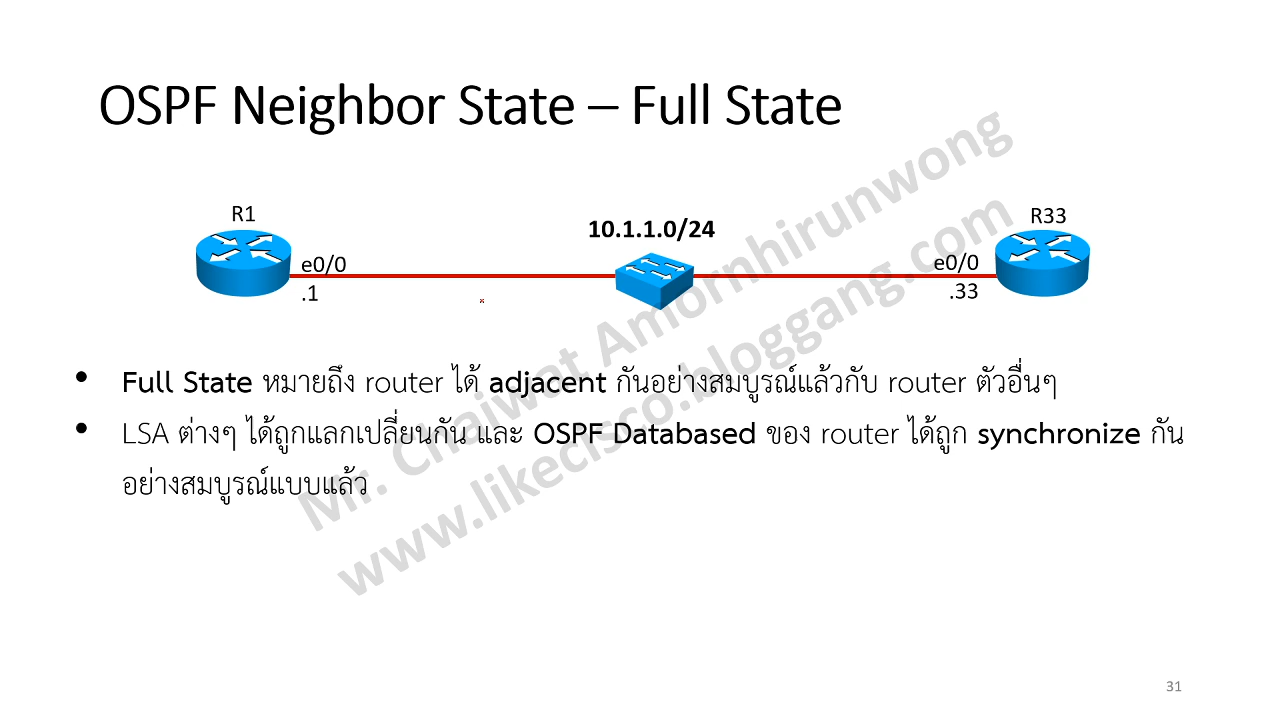 OSPF Neighbor State – Full State
R1
10.1.1.0/24
R33
e0/0
e0/0
.1
.33
• Full State หมายถึง router ได้ adjacent กันอย่างสมบูรณ์แล้วกับ router ตัวอื่นๆ
• LSA ต่างๆ ได้ถูกแลกเปลี่ยนกัน และ OSPF Databased ของ router ได้ถูก synchronize กัน
อย่างสมบูรณ์แบบแล้ว
Mr. Chaiwat Amornhirunwong
www.likecisco.bloggang.com
31